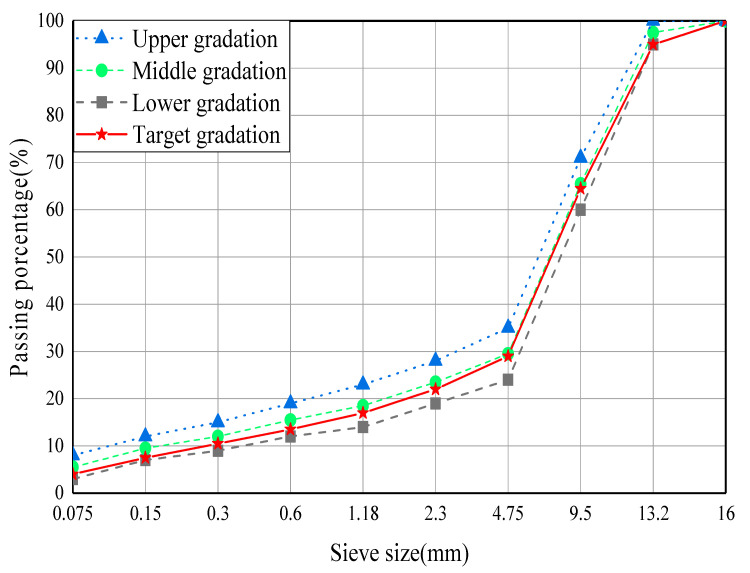 100
90
80
70
60
50
40
30
20
10
0
Passing porcentage(%)
Upper gradation
Middle gradation
Lower gradation
Target gradation
0.075 0.15 0.3 0.6 1.18 2.3 4.75 9.5 13.2 16
Sieve size(mm)